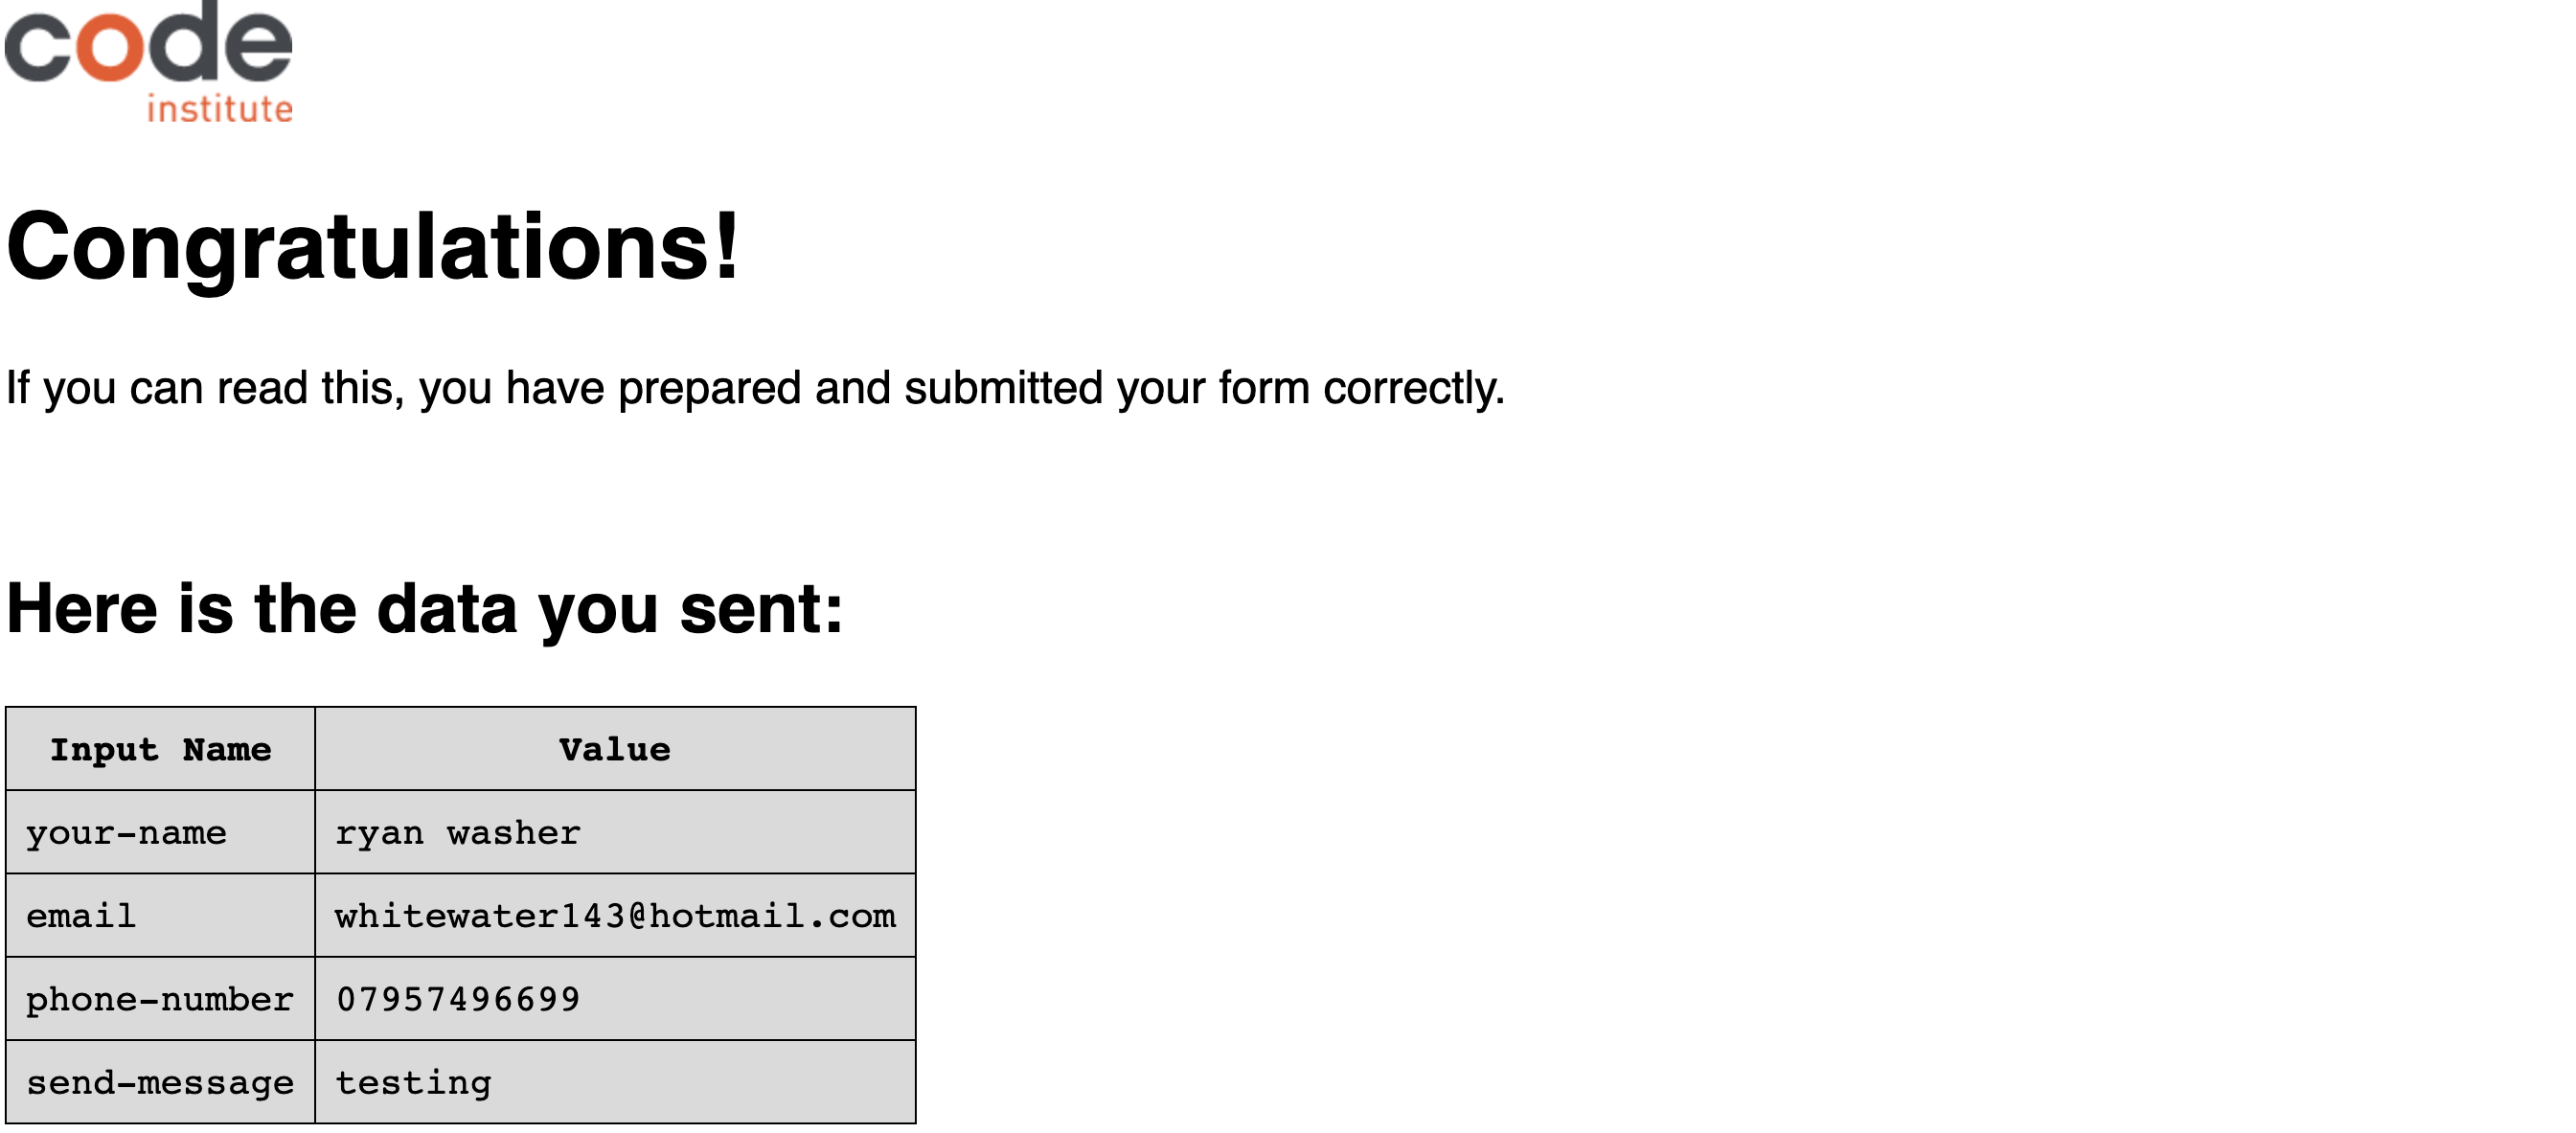 code
institute
Congratulations!
If you can read this, you have prepared and submitted your form correctly.
Here is the data you sent:
Input Name Value
your-name ryan washer
email whitewater143@hotmail.com
phone-number 07957496699
send-message testing